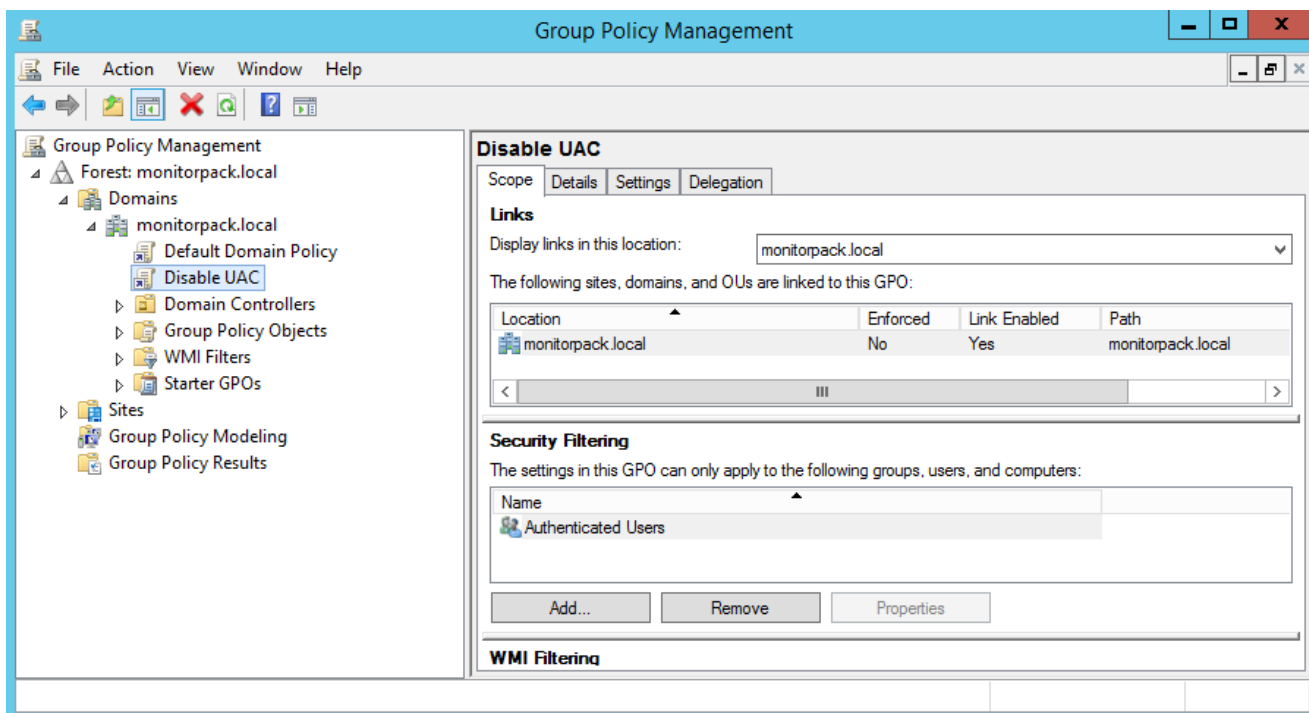 Group Policy Management
File Action View Window Help
Group Policy Management
Forest: monitorpack.local
Domains
monitorpack.local
Default Domain Policy
Disable UAC
Domain Controllers
Group Policy Objects
WMI Filters
Starter GPOs
Sites
Group Policy Modeling
Group Policy Results
Disable UAC
Scope Details Settings Delegation
Links
Display links in this location: monitorpack.local
The following sites, domains, and OUs are linked to this GPO:
Location Enforced Link Enabled Path
monitorpack.local No Yes monitorpack.local
Security Filtering
The settings in this GPO can only apply to the following groups, users, and computers:
Name
Authenticated Users
Add... Remove Properties
WMI Filtering